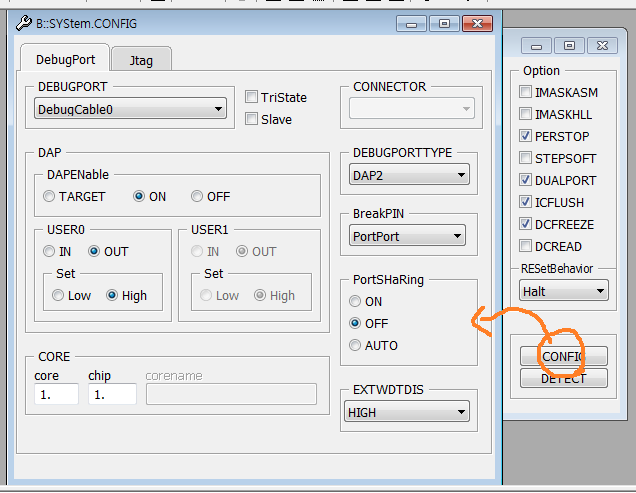 B::SYStem.CONFIG
DebugPort
Jtag
DEBUGPORT
DebugCable0
TriState
Slave
CONNECTOR
DAP
DAPENable
TARGET
ON
OFF
USER0
IN
OUT
Set
Low
High
USER1
IN
OUT
Set
Low
High
DEBUGPORTTYPE
DAP2
BreakPIN
PortPort
PortSHaRing
ON
OFF
AUTO
CORE
core
chip
corename
1.
1.
EXTWDTDIS
HIGH
Option
IMASKASM
IMASKHLL
PERSTOP
STEPSOFT
DUALPORT
ICFLUSH
DCFREEZE
DCREAD
RESetBehavior
Halt
CONFIG
DETECT